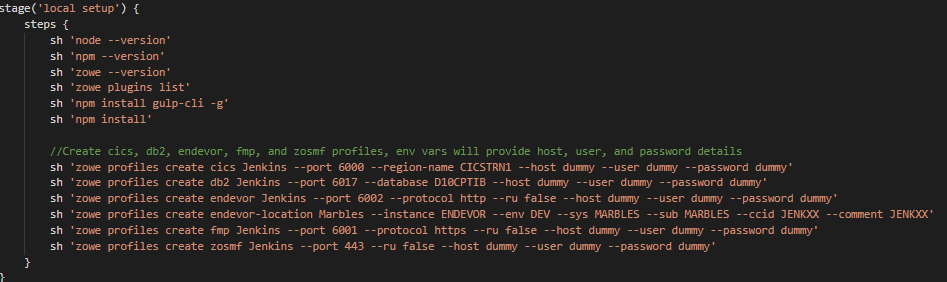 stage('local setup') {
steps {
sh 'node --version'
sh 'npm --version'
sh 'zowe --version'
sh 'zowe plugins list'
sh 'npm install gulp-cli -g'
sh 'npm install'
//Create cics, db2, endevor, fmp, and zosmf profiles, env vars will provide host, user, and password details
sh 'zowe profiles create cics Jenkins --port 6000 --region-name CICSTRN1 --host dummy --user dummy --password dummy'
sh 'zowe profiles create db2 Jenkins --port 6017 --database D10CPTIB --host dummy --user dummy --password dummy'
sh 'zowe profiles create endevor Jenkins --port 6002 --protocol http --ru false --host dummy --user dummy --password dummy'
sh 'zowe profiles create endevor-location Marbles --instance ENDEVOR --env DEV --sys MARBLES --sub MARBLES --ccid JENKXX --comment JENKXX'
sh 'zowe profiles create fmp Jenkins --port 6001 --protocol https --ru false --host dummy --user dummy --password dummy'
sh 'zowe profiles create zosmf Jenkins --port 443 --ru false --host dummy --user dummy --password dummy'
}
}